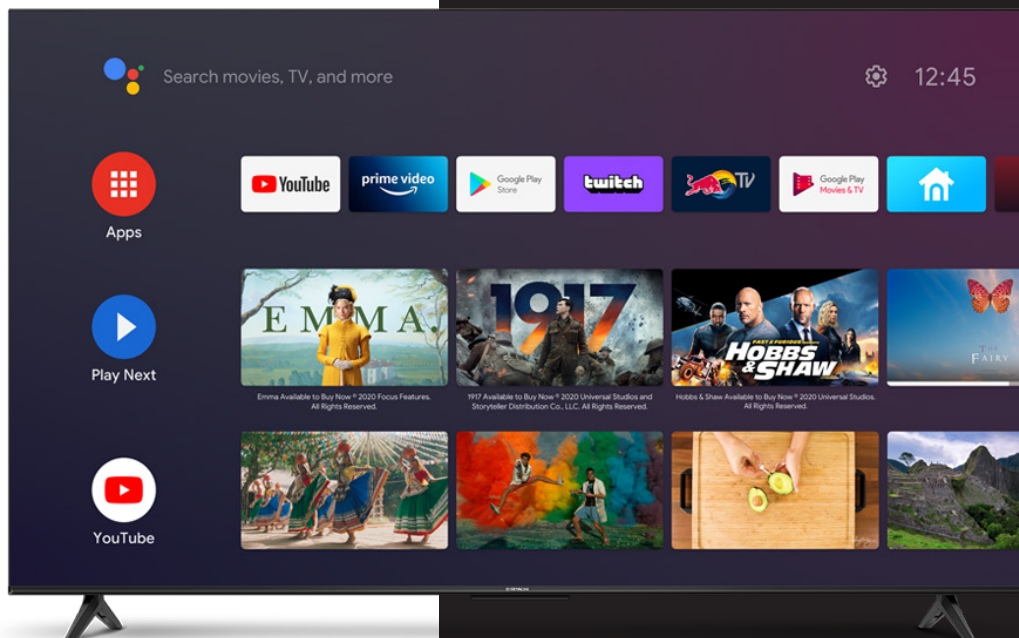 Search movies, TV, and more
12:45
Apps
YouTube
prime video
Google Play
Store
twitch
TV
Google Play
Movies & TV
Play Next
EMMA.
1917
FAST & FURIOUS
HOBBS
& SHAW
THE
FAIRY
Emma Available to Buy Now © 2020 Focus Features.
All Rights Reserved.
1917 Available to Buy Now © 2020 Universal Studios and
Storyteller Distribution Co., LLC. All Rights Reserved.
Hobbs & Shaw Available to Buy Now © 2020 Universal Studios.
All Rights Reserved.
YouTube
HITACHI